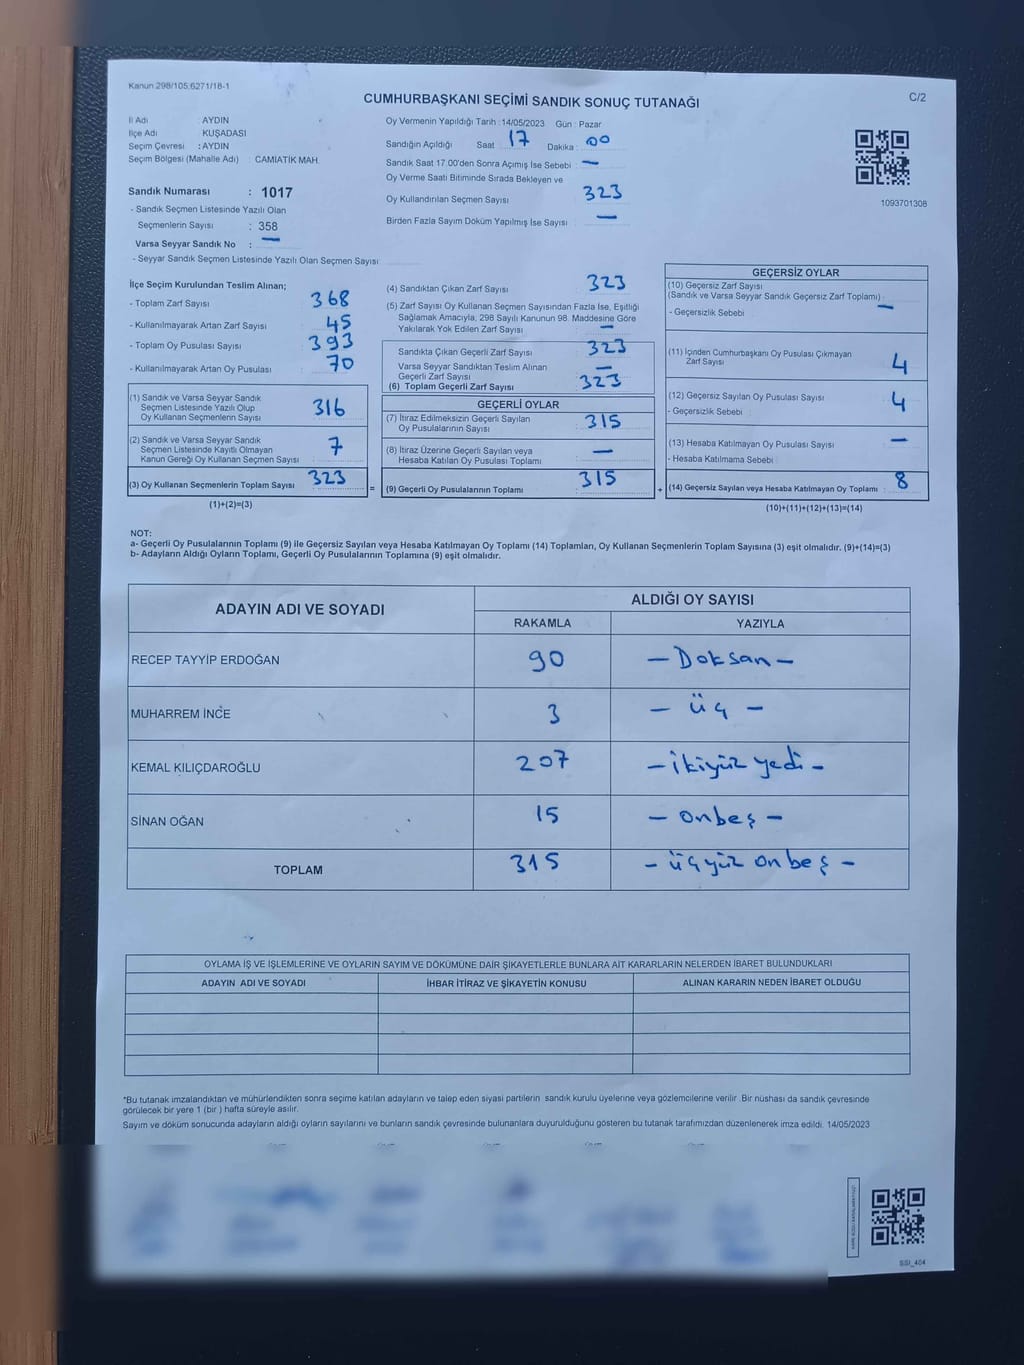 Kanun 298/105;6271/18-1
CUMHURBAŞKANI SEÇİMİ SANDIK SONUÇ TUTANAĞI
C/2
İl Adı : AYDIN
İlçe Adı : KUŞADASI
Seçim Çevresi : AYDIN
Seçim Bölgesi (Mahalle Adı) : CAMİATİK MAH.
Sandık Numarası : 1017
- Sandık Seçmen Listesinde Yazılı Olan
Seçmenlerin Sayısı : 358
Varsa Seyyar Sandık No : —
- Seyyar Sandık Seçmen Listesinde Yazılı Olan Seçmen Sayısı
Oy Vermenin Yapıldığı Tarih : 14/05/2023 Gün : Pazar
Sandığın Açıldığı Saat 17 Dakika : 00
Sandık Saat 17.00'den Sonra Açımış İse Sebebi : —
Oy Verme Saati Bitiminde Sırada Bekleyen ve
Oy Kullandırılan Seçmen Sayısı 323
Birden Fazla Sayım Döküm Yapılmış İse Sayısı —
1093701308
İlçe Seçim Kurulundan Teslim Alınan;
- Toplam Zarf Sayısı 368
- Kullanılmayarak Artan Zarf Sayısı 45
- Toplam Oy Pusulası Sayısı 393
- Kullanılmayarak Artan Oy Pusulası 70
(1) Sandık ve Varsa Seyyar Sandık
Seçmen Listesinde Yazılı Olup
Oy Kullanan Seçmenlerin Sayısı 316
(2) Sandık ve Varsa Seyyar Sandık
Seçmen Listesinde Kayıtlı Olmayan
Kanun Gereği Oy Kullanan Seçmen Sayısı 7
(3) Oy Kullanan Seçmenlerin Toplam Sayısı 323
(1)+(2)=(3)
(4) Sandıktan Çıkan Zarf Sayısı 323
(5) Zarf Sayısı Oy Kullanan Seçmen Sayısından Fazla İse, Eşitliği
Sağlamak Amacıyla, 298 Sayılı Kanunun 98. Maddesine Göre
Yakılarak Yok Edilen Zarf Sayısı —
Sandıkta Çıkan Geçerli Zarf Sayısı 323
Varsa Seyyar Sandıktan Teslim Alınan
Geçerli Zarf Sayısı —
(6) Toplam Geçerli Zarf Sayısı 323
GEÇERLİ OYLAR
(7) İtiraz Edilmeksizin Geçerli Sayılan
Oy Pusulalarının Sayısı 315
(8) İtiraz Üzerine Geçerli Sayılan veya
Hesaba Katılan Oy Pusulası Toplamı —
= (9) Geçerli Oy Pusulalarının Toplamı 315
GEÇERSİZ OYLAR
(10) Geçersiz Zarf Sayısı
(Sandık ve Varsa Seyyar Sandık Geçersiz Zarf Toplamı) : —
- Geçersizlik Sebebi :
(11) İçinden Cumhurbaşkanı Oy Pusulası Çıkmayan
Zarf Sayısı 4
(12) Geçersiz Sayılan Oy Pusulası Sayısı 4
- Geçersizlik Sebebi :
(13) Hesaba Katılmayan Oy Pusulası Sayısı —
- Hesaba Katılmama Sebebi :
+ (14) Geçersiz Sayılan veya Hesaba Katılmayan Oy Toplamı : 8
(10)+(11)+(12)+(13)=(14)
NOT:
a- Geçerli Oy Pusulalarının Toplamı (9) ile Geçersiz Sayılan veya Hesaba Katılmayan Oy Toplamı (14) Toplamları, Oy Kullanan Seçmenlerin Toplam Sayısına (3) eşit olmalıdır. (9)+(14)=(3)
b- Adayların Aldığı Oyların Toplamı, Geçerli Oy Pusulalarının Toplamına (9) eşit olmalıdır.
ADAYIN ADI VE SOYADI
ALDIĞI OY SAYISI
RAKAMLA YAZIYLA
RECEP TAYYİP ERDOĞAN 90 — Doksan —
MUHARREM İNCE 3 — üç —
KEMAL KILIÇDAROĞLU 207 — ikiyüz yedi —
SİNAN OĞAN 15 — onbeş —
TOPLAM 315 — üçyüz onbeş —
OYLAMA İŞ VE İŞLEMLERİNE VE OYLARIN SAYIM VE DÖKÜMÜNE DAİR ŞİKAYETLERLE BUNLARA AİT KARARLARIN NELERDEN İBARET BULUNDUKLARI
ADAYIN ADI VE SOYADI İHBAR İTİRAZ VE ŞİKAYETİN KONUSU ALINAN KARARIN NEDEN İBARET OLDUĞU
*Bu tutanak imzalandıktan ve mühürlendikten sonra seçime katılan adayların ve talep eden siyasi partilerin sandık kurulu üyelerine veya gözlemcilerine verilir. Bir nüshası da sandık çevresinde
görülecek bir yere 1 (bir ) hafta süreyle asılır.
Sayım ve döküm sonucunda adayların aldığı oyların sayılarını ve bunların sandık çevresinde bulunanlara duyurulduğunu gösteren bu tutanak tarafımızdan düzenlenerek imza edildi. 14/05/2023
SSI_404